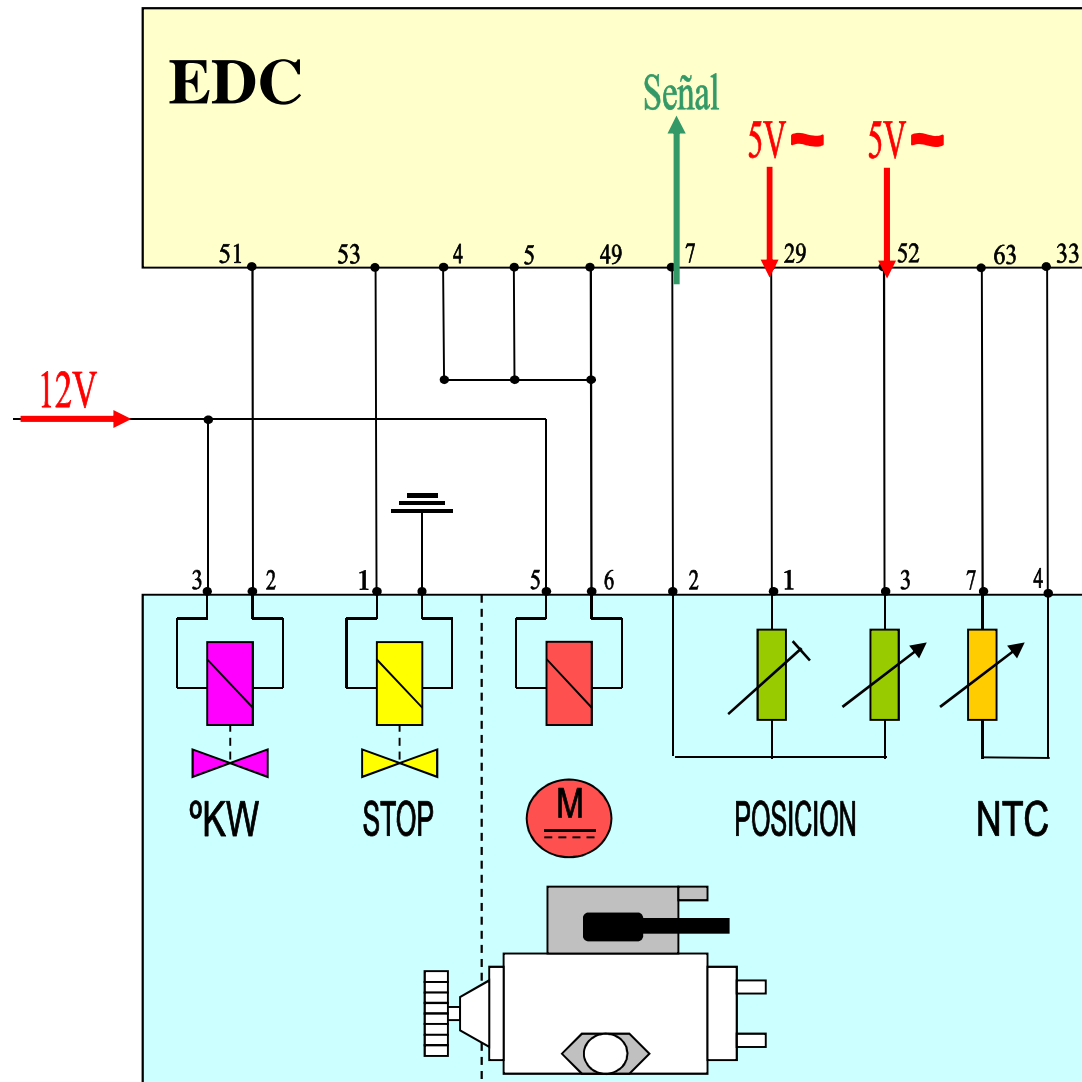 EDC
Señal
5V~ 5V~
51 53 4 5 49 7 29 52 63 33
12V
3 2 1 5 6 2 1 3 7 4
ºKW STOP M POSICION NTC